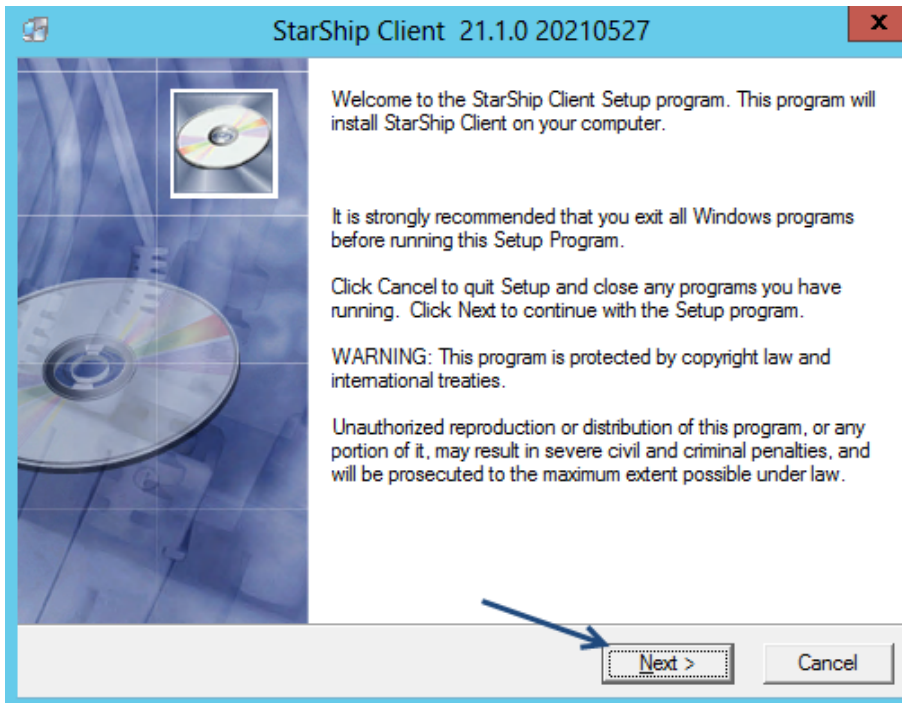 StarShip Client 21.1.0 20210527
X
Welcome to the StarShip Client Setup program. This program will
install StarShip Client on your computer.
It is strongly recommended that you exit all Windows programs
before running this Setup Program.
Click Cancel to quit Setup and close any programs you have
running. Click Next to continue with the Setup program.
WARNING: This program is protected by copyright law and
international treaties.
Unauthorized reproduction or distribution of this program, or any
portion of it, may result in severe civil and criminal penalties, and
will be prosecuted to the maximum extent possible under law.
Next >
Cancel